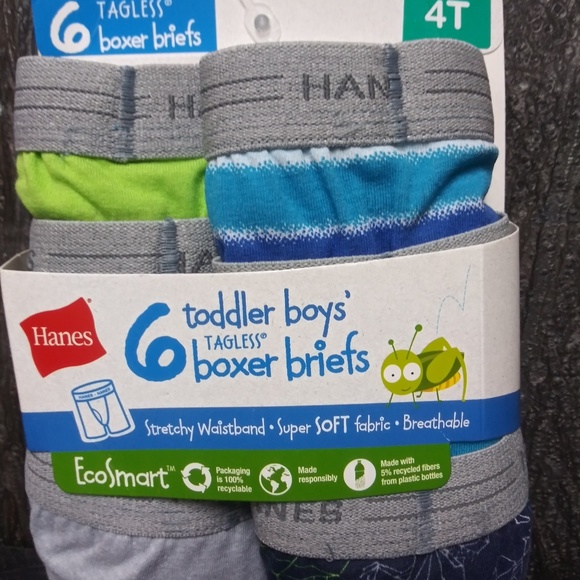 6 TAGLESS®
boxer briefs
4T
HAN
Hanes
6 toddler boys'
TAGLESS®
boxer briefs
Stretchy Waistband • Super SOFT fabric • Breathable
EcoSmart™
Packaging
is 100%
recyclable
Made
responsibly
Made with
5% recycled fibers
from plastic bottles